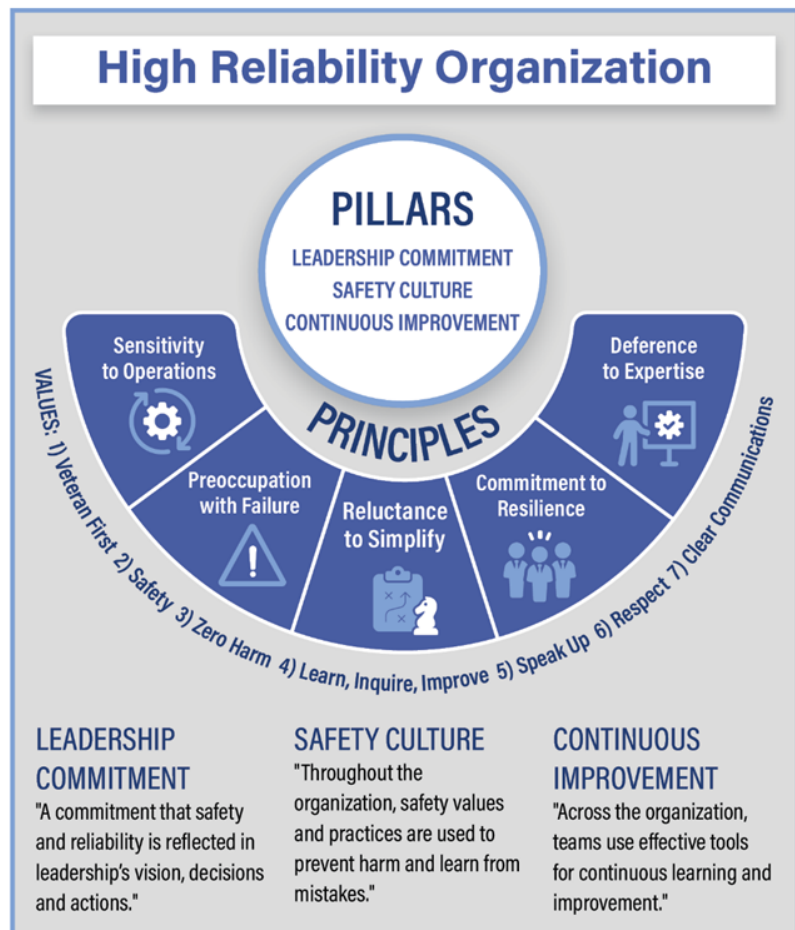 High Reliability Organization
PILLARS
LEADERSHIP COMMITMENT
SAFETY CULTURE
CONTINUOUS IMPROVEMENT
PRINCIPLES
Sensitivity
to Operations
Preoccupation
with Failure
Reluctance
to Simplify
Commitment to
Resilience
Deference
to Expertise
VALUES: 1) Veteran First 2) Safety 3) Zero Harm 4) Learn, Inquire, Improve 5) Speak Up 6) Respect 7) Clear Communications
LEADERSHIP
COMMITMENT
"A commitment that safety
and reliability is reflected in
leadership's vision, decisions
and actions."
SAFETY CULTURE
"Throughout the
organization, safety values
and practices are used to
prevent harm and learn from
mistakes."
CONTINUOUS
IMPROVEMENT
"Across the organization,
teams use effective tools
for continuous learning and
improvement."